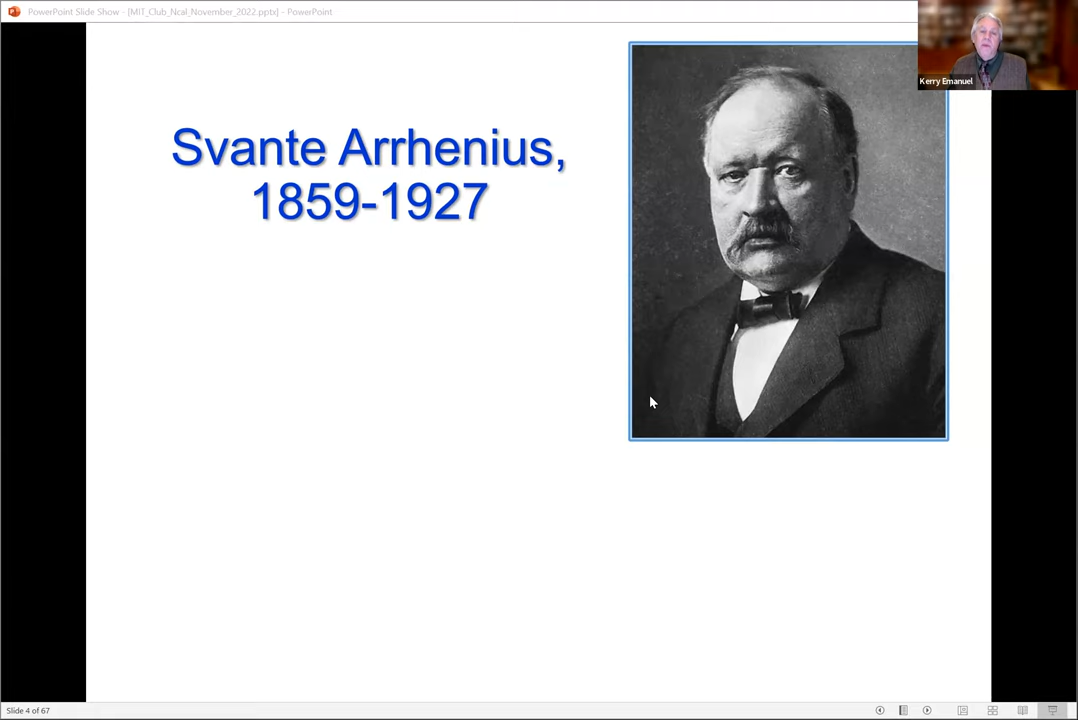 PowerPoint Slide Show - [MIT_Club_Ncal_November_2022.pptx] - PowerPoint
Kerry Emanuel
Svante Arrhenius,
1859-1927
Slide 4 of 67